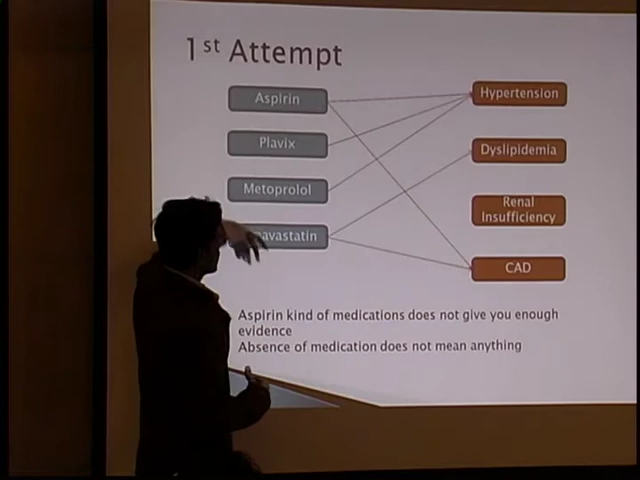 1st Attempt
Aspirin
Hypertension
Plavix
Dyslipidemia
Metoprolol
Renal
Insufficiency
CAD
Aspirin kind of medications does not give you enough
evidence
Absence of medication does not mean anything